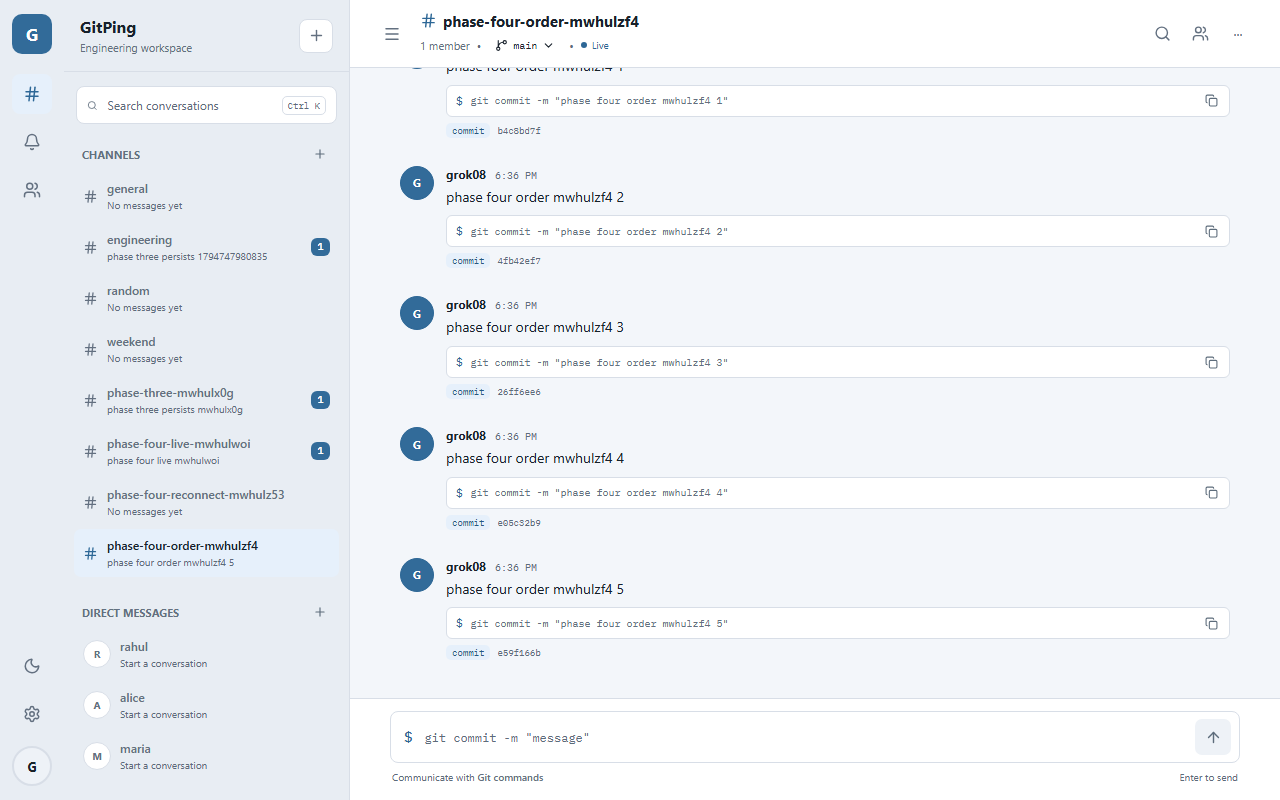 G
GitPing
Engineering workspace
Search conversations
Ctrl K
CHANNELS
general
No messages yet
engineering
phase three persists 1794747980835
1
random
No messages yet
weekend
No messages yet
phase-three-mwhulx0g
phase three persists mwhulx0g
1
phase-four-live-mwhulwoi
phase four live mwhulwoi
1
phase-four-reconnect-mwhulz53
No messages yet
phase-four-order-mwhulzf4
phase four order mwhulzf4 5
DIRECT MESSAGES
R
rahul
Start a conversation
A
alice
Start a conversation
M
maria
Start a conversation
G
phase-four-order-mwhulzf4
1 member • main • Live
phase four order mwhulzf4 1
$ git commit -m "phase four order mwhulzf4 1"
commit b4c8bd7f
G
grok08 6:36 PM
phase four order mwhulzf4 2
$ git commit -m "phase four order mwhulzf4 2"
commit 4fb42ef7
G
grok08 6:36 PM
phase four order mwhulzf4 3
$ git commit -m "phase four order mwhulzf4 3"
commit 26ff6ee6
G
grok08 6:36 PM
phase four order mwhulzf4 4
$ git commit -m "phase four order mwhulzf4 4"
commit e05c32b9
G
grok08 6:36 PM
phase four order mwhulzf4 5
$ git commit -m "phase four order mwhulzf4 5"
commit e59f166b
$ git commit -m "message"
Communicate with Git commands
Enter to send